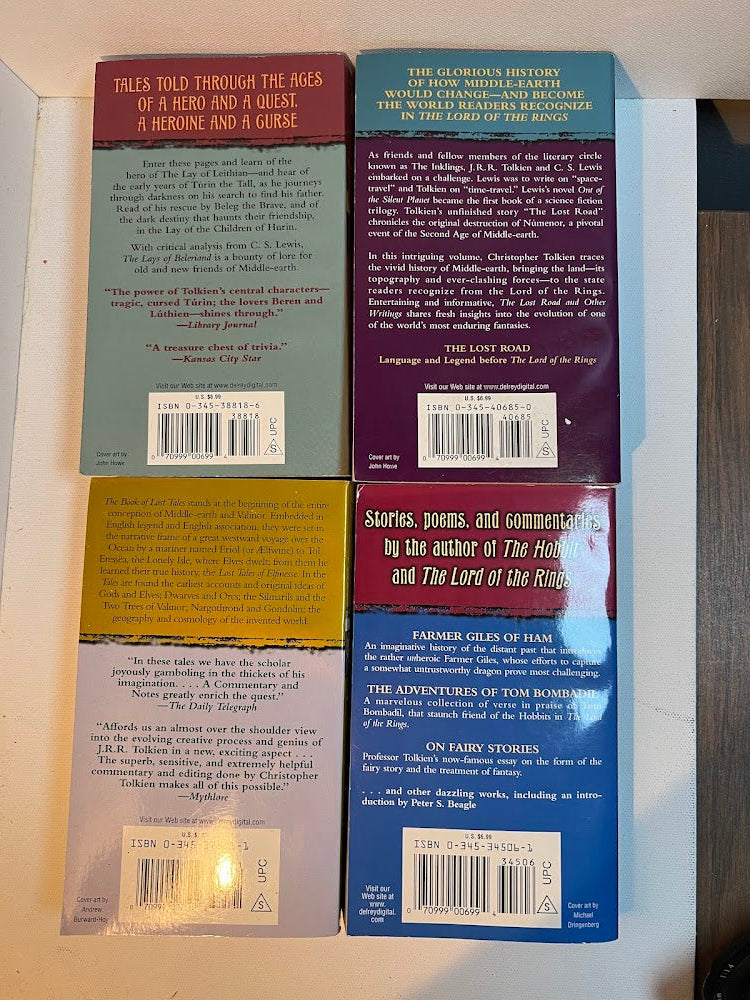 TALES TOLD THROUGH THE AGES
OF A HERO AND A QUEST,
A HEROINE AND A CURSE
Enter these pages and learn of the
hero of The Lay of Leithian—and hear of
the early years of Túrin the Tall, as he journeys
through darkness on his search to find his father.
Read of his rescue by Beleg the Brave, and of
the dark destiny that haunts their friendship,
in the Lay of the Children of Hurin.
With critical analysis from C. S. Lewis,
The Lays of Beleriand is a bounty of lore for
old and new friends of Middle-earth.
“The power of Tolkien's central characters—
tragic, cursed Túrin; the lovers Beren and
Lúthien—shines through.”
—Library Journal
“A treasure chest of trivia.”
—Kansas City Star
Visit our Web site at www.delreydigital.com
U.S. $6.99
ISBN 0-345-38818-6
38818
UPC
S
0 70999 00699 4
Cover art by
John Howe
THE GLORIOUS HISTORY
OF HOW MIDDLE-EARTH
WOULD CHANGE—AND BECOME
THE WORLD READERS RECOGNIZE
IN THE LORD OF THE RINGS
As friends and fellow members of the literary circle
known as The Inklings, J.R.R. Tolkien and C. S. Lewis
embarked on a challenge. Lewis was to write on “space-
travel” and Tolkien on “time-travel.” Lewis's novel Out of
the Silent Planet became the first book of a science fiction
trilogy. Tolkien's unfinished story “The Lost Road”
chronicles the original destruction of Númenor, a pivotal
event of the Second Age of Middle-earth.
In this intriguing volume, Christopher Tolkien traces
the vivid history of Middle-earth, bringing the land—its
topography and ever-clashing forces—to the state
readers recognize from the Lord of the Rings.
Entertaining and informative, The Lost Road and Other
Writings shares fresh insights into the evolution of one
of the world's most enduring fantasies.
THE LOST ROAD
Language and Legend before The Lord of the Rings
Visit our Web site at www.delreydigital.com
U.S. $6.99
ISBN 0-345-40685-0
40685
UPC
S
0 70999 00699 4
Cover art by
John Howe
The Book of Lost Tales stands at the beginning of the entire
conception of Middle-earth and Valinor. Embedded in
English legend and English association, they were set in
the narrative frame of a great westward voyage over the
Ocean by a mariner named Eriol (or Ælfwine) to Tol
Eresseä, the Lonely Isle, where Elves dwelt; from them he
learned their true history, the Lost Tales of Elfinesse. In the
Tales are found the earliest accounts and original ideas of
Gods and Elves; Dwarves and Orcs; the Silmarils and the
Two Trees of Valinor; Nargothrond and Gondolin; the
geography and cosmology of the invented world.
“In these tales we have the scholar
joyously gamboling in the thickets of his
imagination. . . . A Commentary and
Notes greatly enrich the quest.”
—The Daily Telegraph
“Affords us an almost over the shoulder view
into the evolving creative process and genius of
J.R.R. Tolkien in a new, exciting aspect . . .
The superb, sensitive, and extremely helpful
commentary and editing done by Christopher
Tolkien makes all of this possible.”
—Mythlore
Visit our Web site at www.delreydigital.com
U.S.
ISBN 0-345 -1
UPC
S
0 70999
Cover art by
Andrew
Burward-Hoy
Stories, poems, and commentaries
by the author of The Hobbit
and The Lord of the Rings
FARMER GILES OF HAM
An imaginative history of the distant past that introduces
the rather unheroic Farmer Giles, whose efforts to capture
a somewhat untrustworthy dragon prove most challenging.
THE ADVENTURES OF TOM BOMBADIL
A marvelous collection of verse in praise of Tom
Bombadil, that staunch friend of the Hobbits in The Lord
of the Rings.
ON FAIRY STORIES
Professor Tolkien's now-famous essay on the form of the
fairy story and the treatment of fantasy.
. . . and other dazzling works, including an intro-
duction by Peter S. Beagle
Visit our
Web site at
www.
delreydigital.
com
U.S. $6.99
ISBN 0-345-34506-1
34506
UPC
S
0 70999 00699 4
Cover art by
Michael
Dringenberg